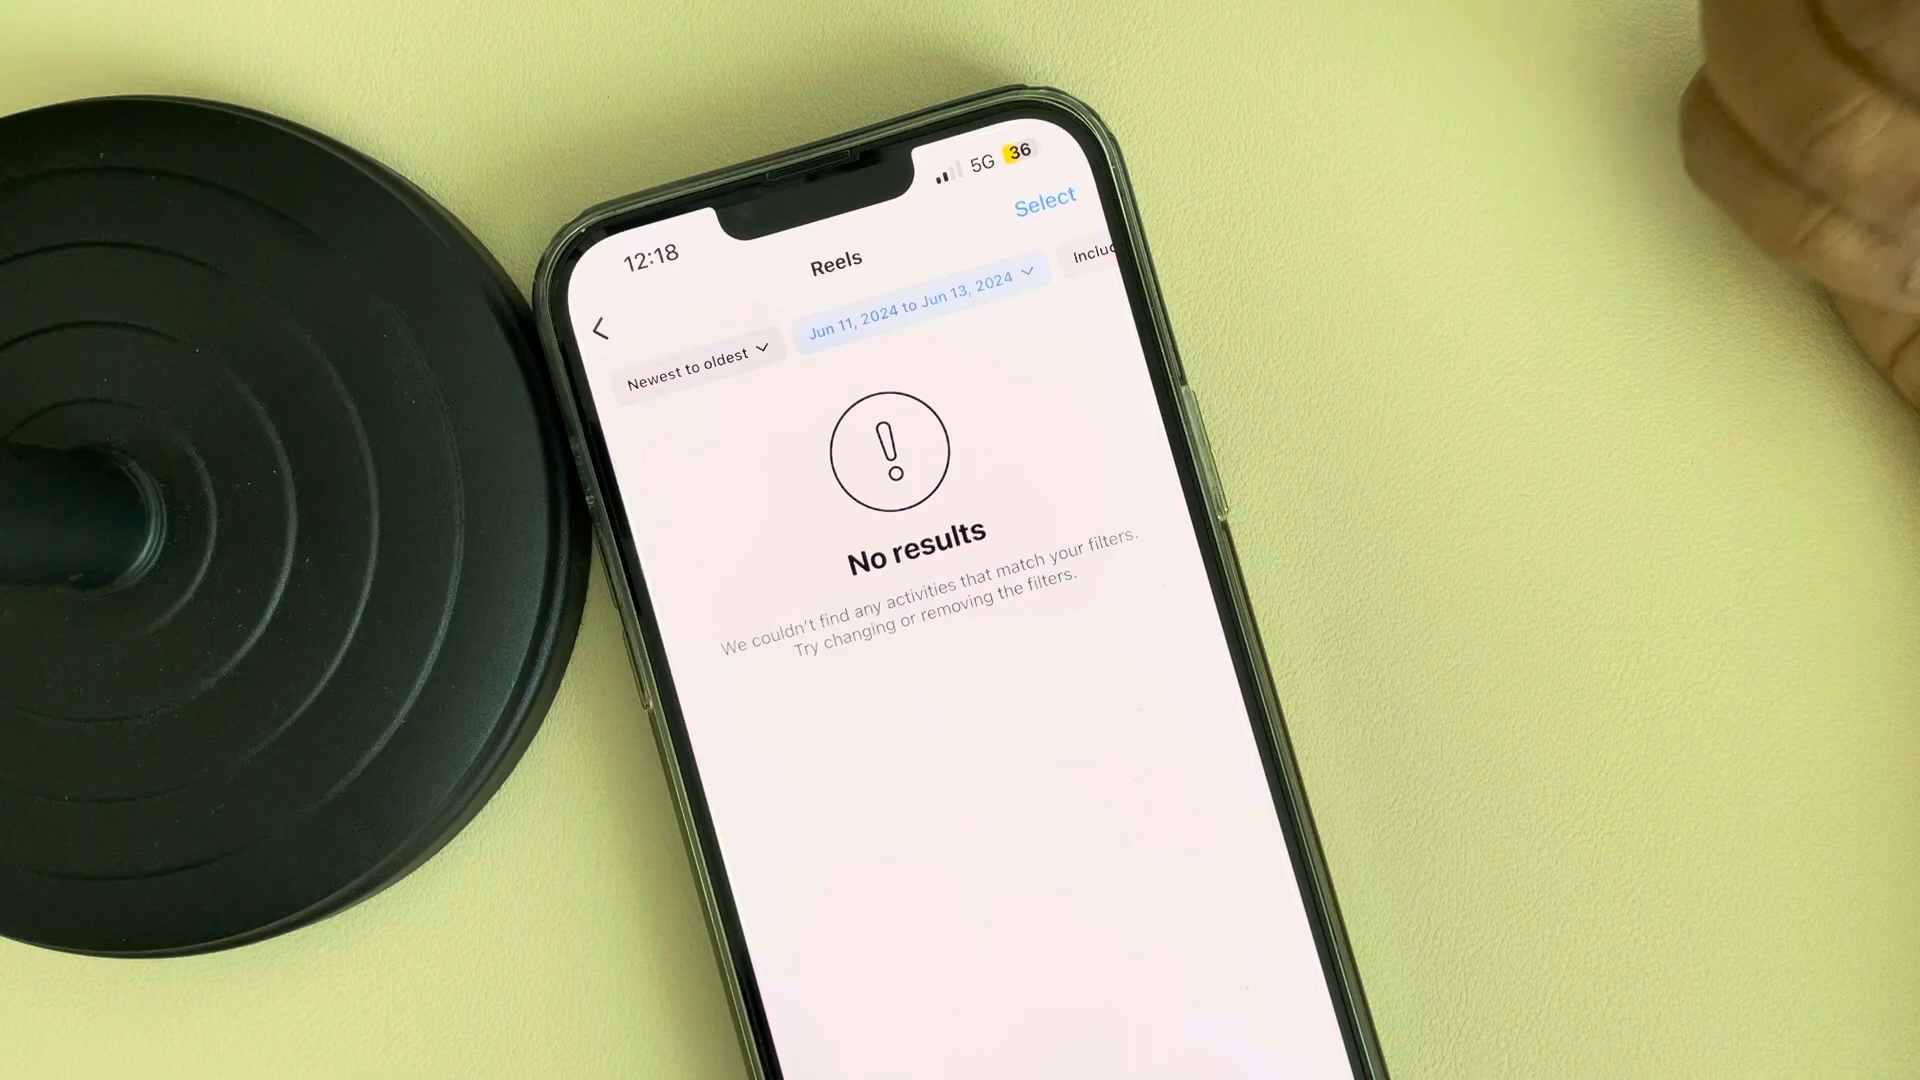 12:18
5G 36
Select
Reels
Newest to oldest
Jun 11, 2024 to Jun 13, 2024
Includ
No results
We couldn't find any activities that match your filters.
Try changing or removing the filters.